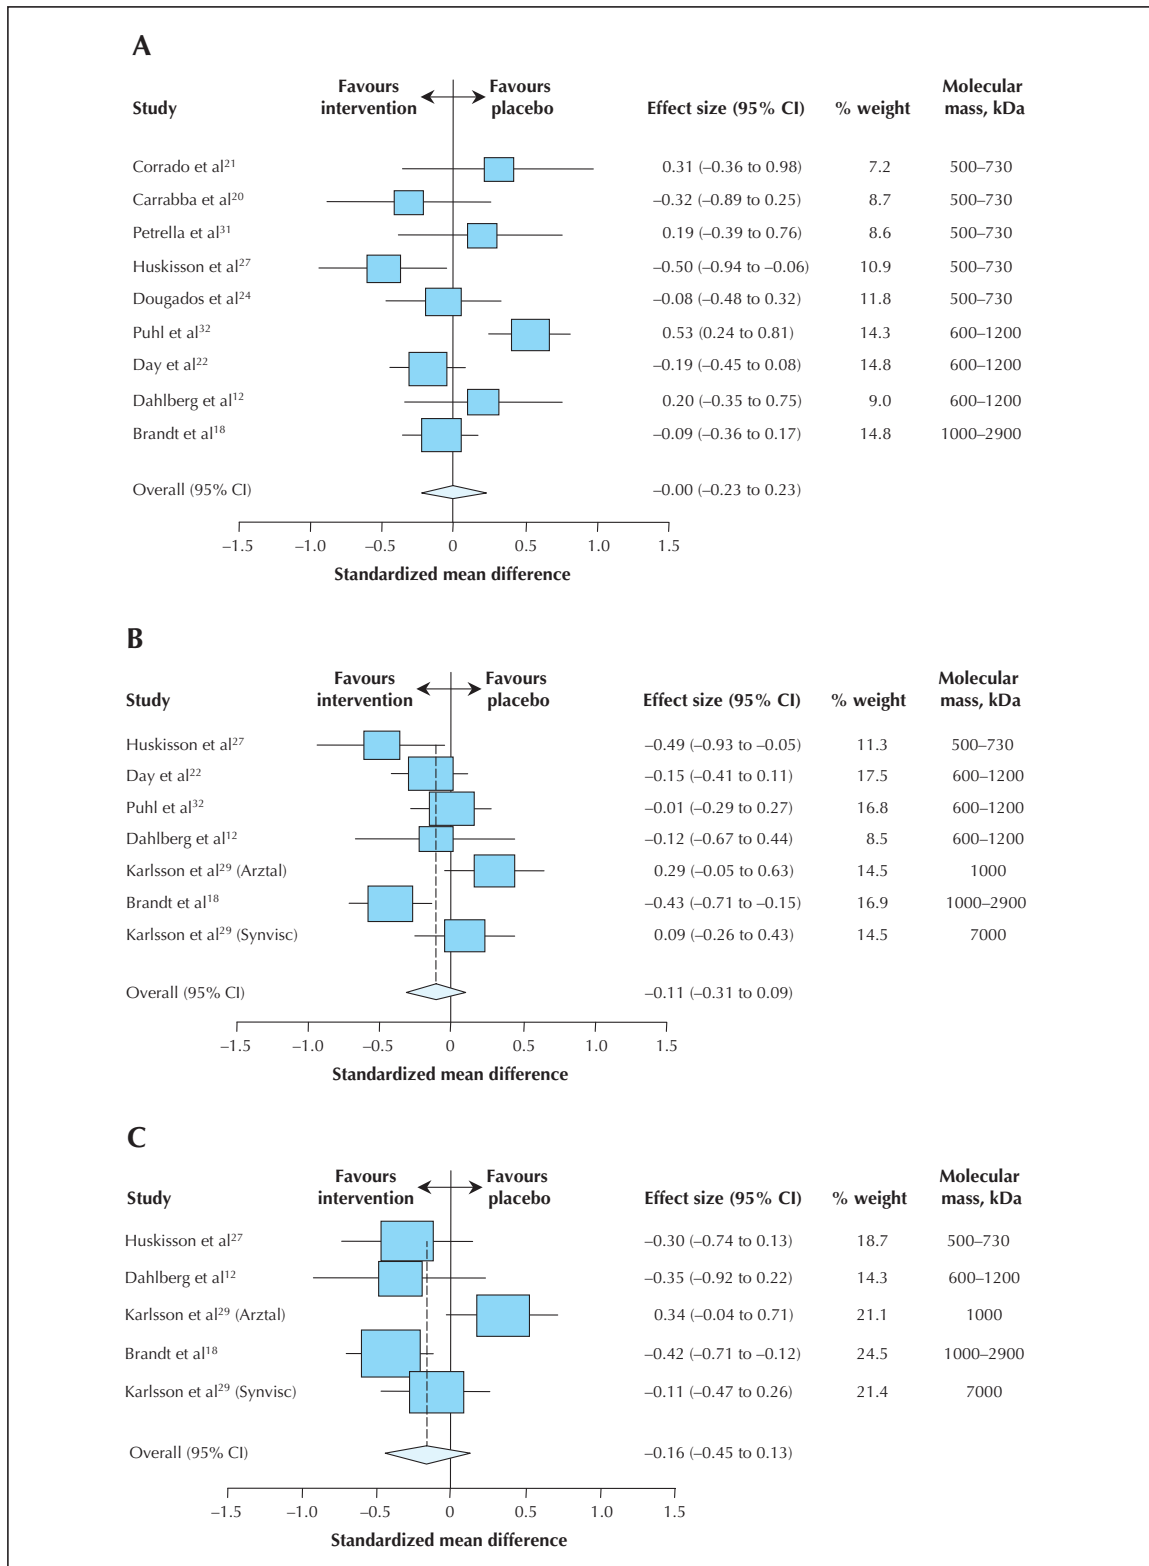 A
Study Favours intervention Favours placebo Effect size (95% CI) % weight Molecular mass, kDa
Corrado et al21 0.31 (–0.36 to 0.98) 7.2 500–730
Carrabba et al20 –0.32 (–0.89 to 0.25) 8.7 500–730
Petrella et al31 0.19 (–0.39 to 0.76) 8.6 500–730
Huskisson et al27 –0.50 (–0.94 to –0.06) 10.9 500–730
Dougados et al24 –0.08 (–0.48 to 0.32) 11.8 500–730
Puhl et al32 0.53 (0.24 to 0.81) 14.3 600–1200
Day et al22 –0.19 (–0.45 to 0.08) 14.8 600–1200
Dahlberg et al12 0.20 (–0.35 to 0.75) 9.0 600–1200
Brandt et al18 –0.09 (–0.36 to 0.17) 14.8 1000–2900
Overall (95% CI) –0.00 (–0.23 to 0.23)
–1.5 –1.0 –0.5 0 0.5 1.0 1.5
Standardized mean difference
B
Study Favours intervention Favours placebo Effect size (95% CI) % weight Molecular mass, kDa
Huskisson et al27 –0.49 (–0.93 to –0.05) 11.3 500–730
Day et al22 –0.15 (–0.41 to 0.11) 17.5 600–1200
Puhl et al32 –0.01 (–0.29 to 0.27) 16.8 600–1200
Dahlberg et al12 –0.12 (–0.67 to 0.44) 8.5 600–1200
Karlsson et al29 (Arztal) 0.29 (–0.05 to 0.63) 14.5 1000
Brandt et al18 –0.43 (–0.71 to –0.15) 16.9 1000–2900
Karlsson et al29 (Synvisc) 0.09 (–0.26 to 0.43) 14.5 7000
Overall (95% CI) –0.11 (–0.31 to 0.09)
–1.5 –1.0 –0.5 0 0.5 1.0 1.5
Standardized mean difference
C
Study Favours intervention Favours placebo Effect size (95% CI) % weight Molecular mass, kDa
Huskisson et al27 –0.30 (–0.74 to 0.13) 18.7 500–730
Dahlberg et al12 –0.35 (–0.92 to 0.22) 14.3 600–1200
Karlsson et al29 (Arztal) 0.34 (–0.04 to 0.71) 21.1 1000
Brandt et al18 –0.42 (–0.71 to –0.12) 24.5 1000–2900
Karlsson et al29 (Synvisc) –0.11 (–0.47 to 0.26) 21.4 7000
Overall (95% CI) –0.16 (–0.45 to 0.13)
–1.5 –1.0 –0.5 0 0.5 1.0 1.5
Standardized mean difference